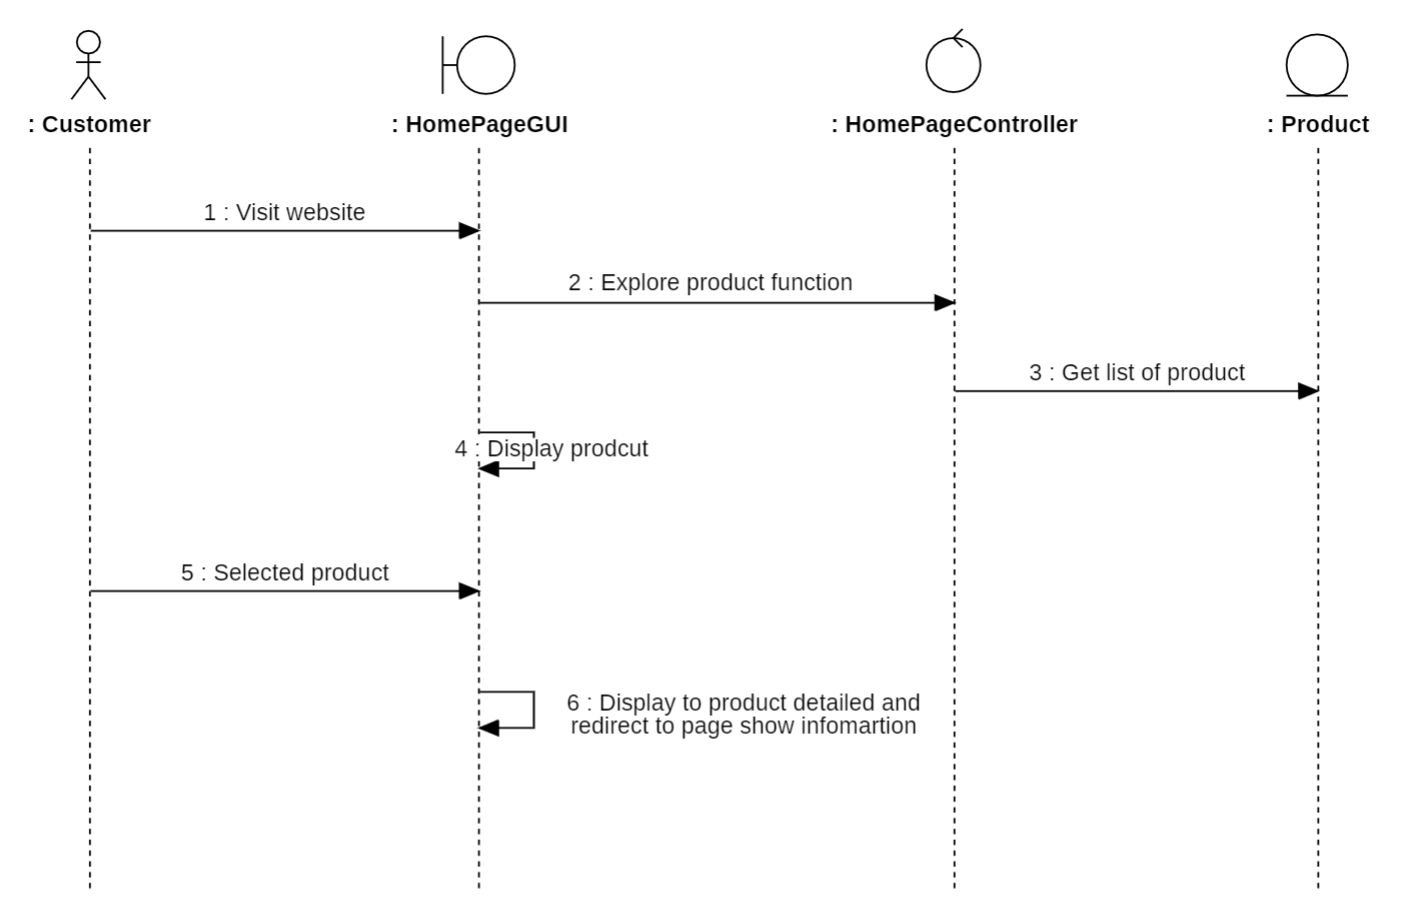 : Customer
: HomePageGUI
: HomePageController
: Product
1 : Visit website
2 : Explore product function
3 : Get list of product
4 : Display prodcut
5 : Selected product
6 : Display to product detailed and
redirect to page show infomartion